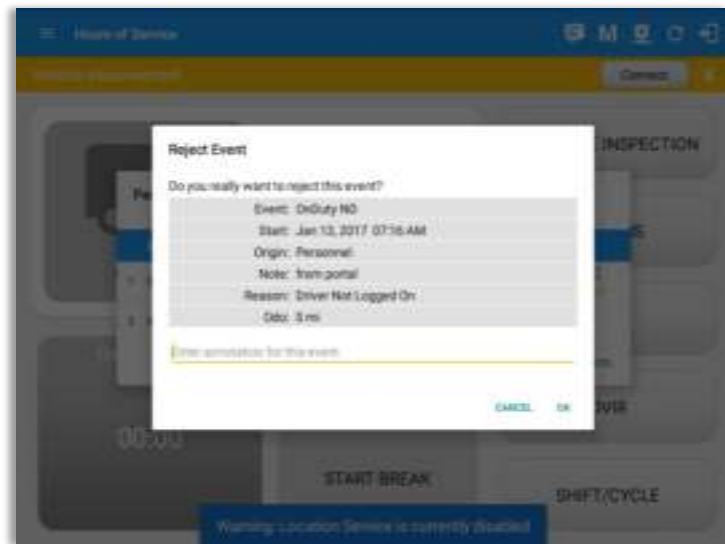 Hours of Service
M
Connect
INSPECTION
Reject Event
Do you really want to reject this event?
Event: OnDuty ND
Start: Jan 13, 2017 07:16 AM
Origin: Personnel
Note: from portal
Reason: Driver Not Logged On
Odo: 5 mi
Enter annotation for this event
CANCEL OK
00:00
START BREAK
SHIFT/CYCLE
Warning: Location Service is currently disabled